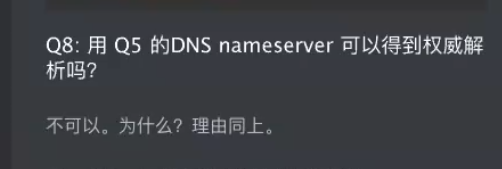 Q8: 用 Q5 的DNS nameserver 可以得到权威解
析吗?
不可以。为什么? 理由同上。